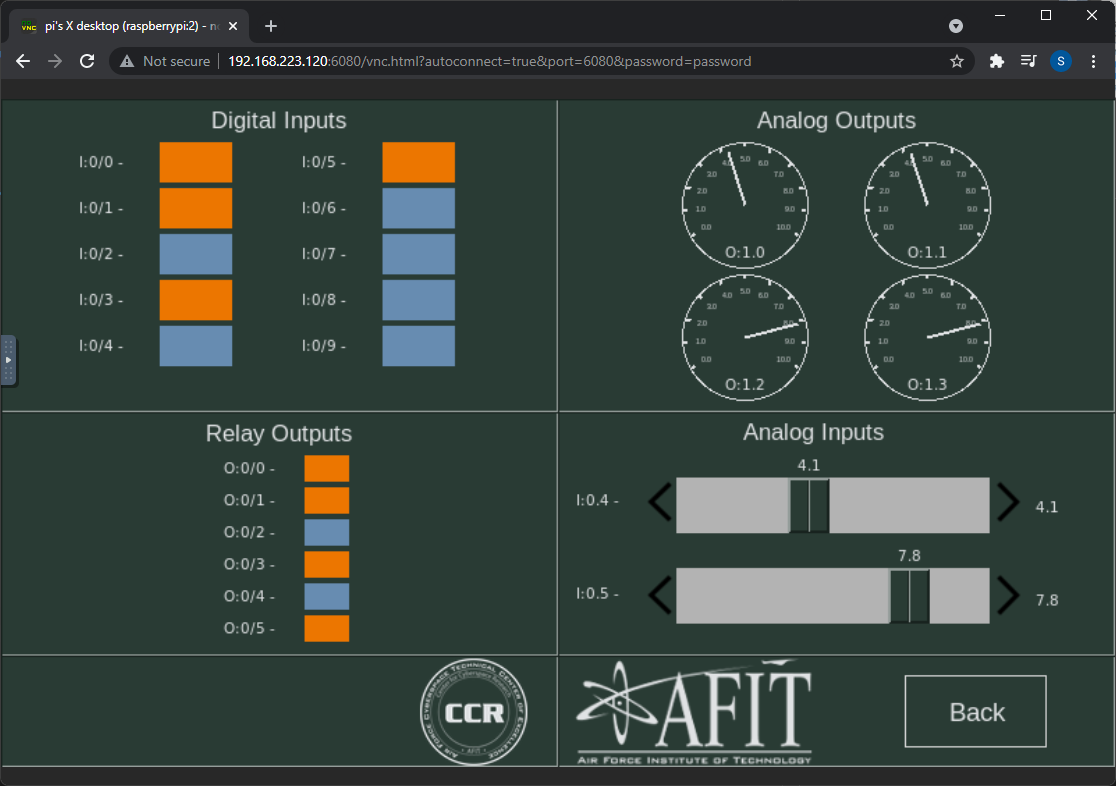 pi's X desktop (raspberrypi:2) - n
Not secure
192.168.223.120:6080/vnc.html?autoconnect=true&port=6080&password=password
S
Digital Inputs
I:0/0 -
I:0/5 -
I:0/1 -
I:0/6 -
I:0/2 -
I:0/7 -
I:0/3 -
I:0/8 -
I:0/4 -
I:0/9 -
Analog Outputs
0.0 1.0 2.0 3.0 4.0 5.0 6.0 7.0 8.0 9.0 10.0
O:1.0
0.0 1.0 2.0 3.0 4.0 5.0 6.0 7.0 8.0 9.0 10.0
O:1.1
0.0 1.0 2.0 3.0 4.0 5.0 6.0 7.0 8.0 9.0 10.0
O:1.2
0.0 1.0 2.0 3.0 4.0 5.0 6.0 7.0 8.0 9.0 10.0
O:1.3
Relay Outputs
O:0/0 -
O:0/1 -
O:0/2 -
O:0/3 -
O:0/4 -
O:0/5 -
Analog Inputs
4.1
I:0.4 -
4.1
7.8
I:0.5 -
7.8
Air Force Cyberspace Technical Center of Excellence
Center for Cyberspace Research
CCR
AFIT
AFIT
Air Force Institute of Technology
Back